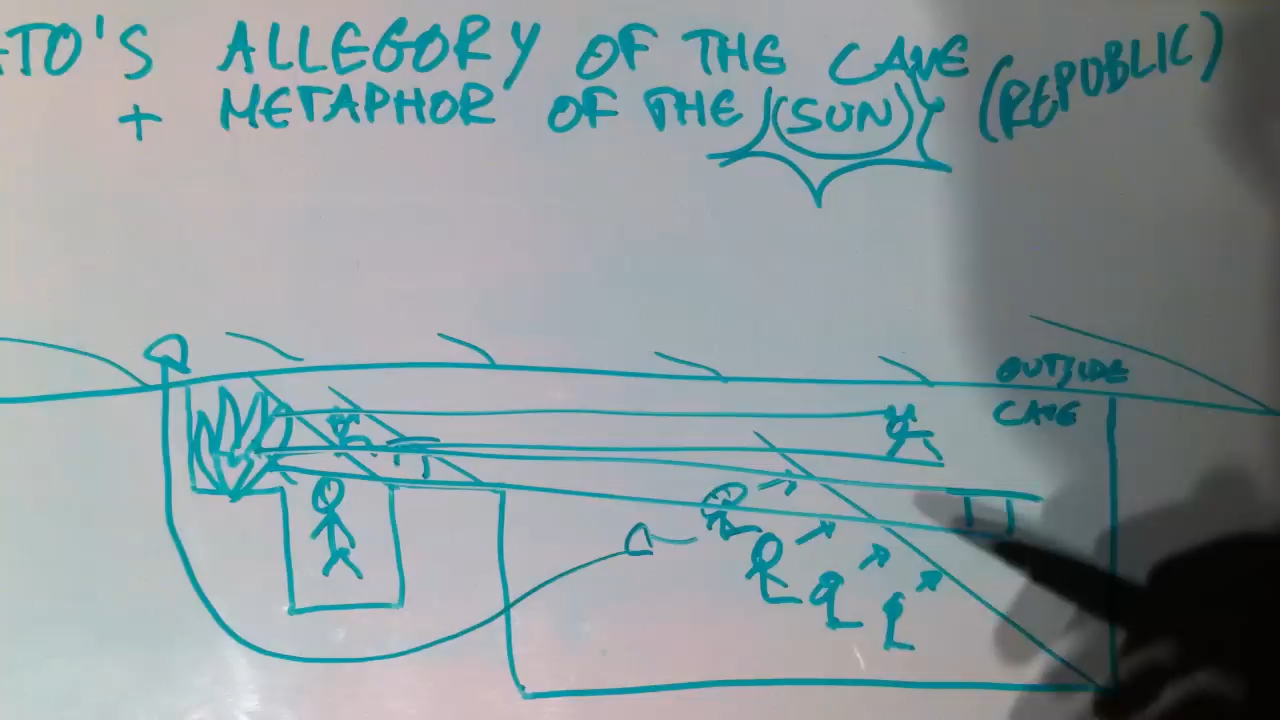 -TO'S ALLEGORY OF THE CAVE (REPUBLIC)
+ METAPHOR OF THE (SUN)
OUTSIDE
CAVE